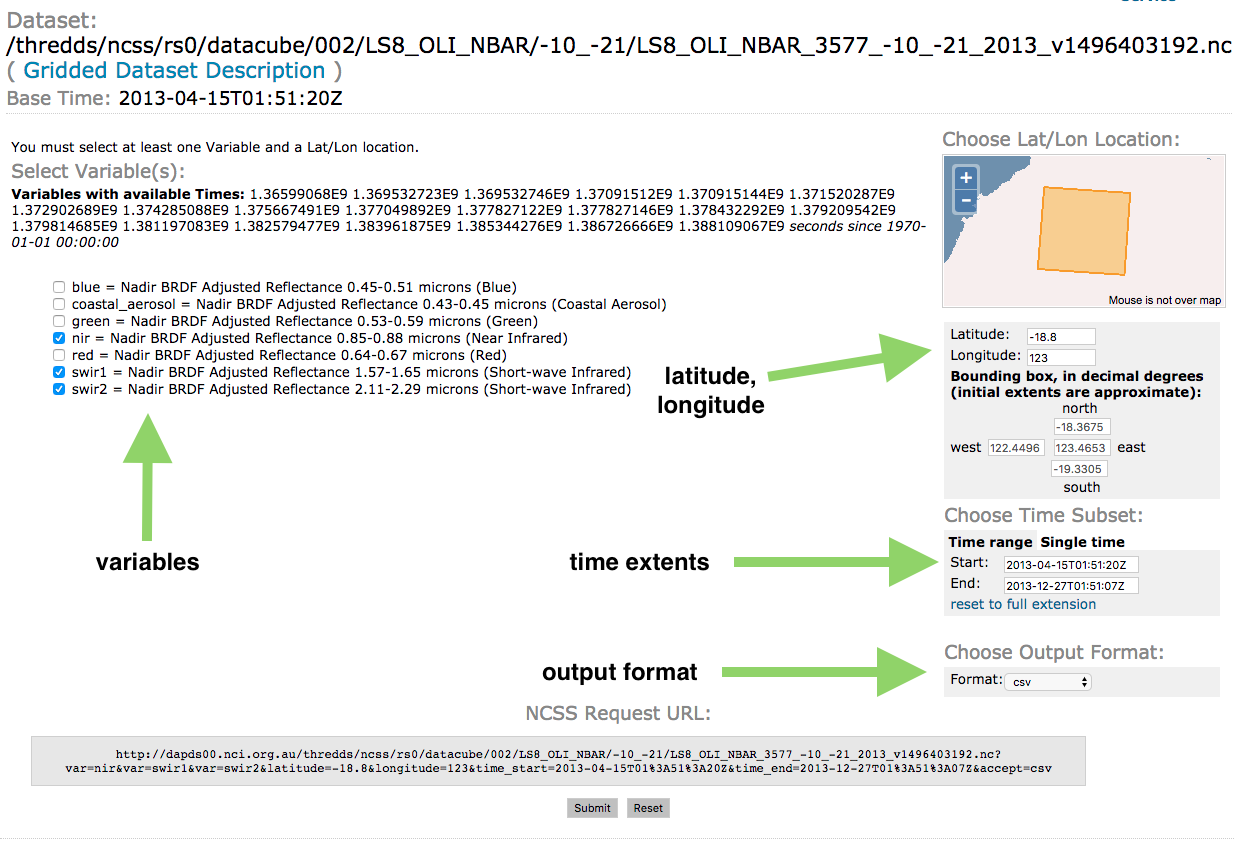 Dataset:
/thredds/ncss/rs0/datacube/002/LS8_OLI_NBAR/-10_-21/LS8_OLI_NBAR_3577_-10_-21_2013_v1496403192.nc
( Gridded Dataset Description )
Base Time: 2013-04-15T01:51:20Z
You must select at least one Variable and a Lat/Lon location.
Select Variable(s):
Variables with available Times: 1.36599068E9 1.369532723E9 1.369532746E9 1.37091512E9 1.370915144E9 1.371520287E9
1.372902689E9 1.374285088E9 1.375667491E9 1.377049892E9 1.377827122E9 1.377827146E9 1.378432292E9 1.379209542E9
1.379814685E9 1.381197083E9 1.382579477E9 1.383961875E9 1.385344276E9 1.386726666E9 1.388109067E9 seconds since 1970-
01-01 00:00:00
blue = Nadir BRDF Adjusted Reflectance 0.45-0.51 microns (Blue)
coastal_aerosol = Nadir BRDF Adjusted Reflectance 0.43-0.45 microns (Coastal Aerosol)
green = Nadir BRDF Adjusted Reflectance 0.53-0.59 microns (Green)
nir = Nadir BRDF Adjusted Reflectance 0.85-0.88 microns (Near Infrared)
red = Nadir BRDF Adjusted Reflectance 0.64-0.67 microns (Red)
swir1 = Nadir BRDF Adjusted Reflectance 1.57-1.65 microns (Short-wave Infrared)
swir2 = Nadir BRDF Adjusted Reflectance 2.11-2.29 microns (Short-wave Infrared)
variables
Choose Lat/Lon Location:
+
−
Mouse is not over map
latitude,
longitude
Latitude: -18.8
Longitude: 123
Bounding box, in decimal degrees
(initial extents are approximate):
north
-18.3675
west 122.4496 123.4653 east
-19.3305
south
time extents
Choose Time Subset:
Time range Single time
Start: 2013-04-15T01:51:20Z
End: 2013-12-27T01:51:07Z
reset to full extension
output format
Choose Output Format:
Format: csv
NCSS Request URL:
http://dapds00.nci.org.au/thredds/ncss/rs0/datacube/002/LS8_OLI_NBAR/-10_-21/LS8_OLI_NBAR_3577_-10_-21_2013_v1496403192.nc?
var=nir&var=swir1&var=swir2&latitude=-18.8&longitude=123&time_start=2013-04-15T01%3A51%3A20Z&time_end=2013-12-27T01%3A51%3A07Z&accept=csv
Submit Reset